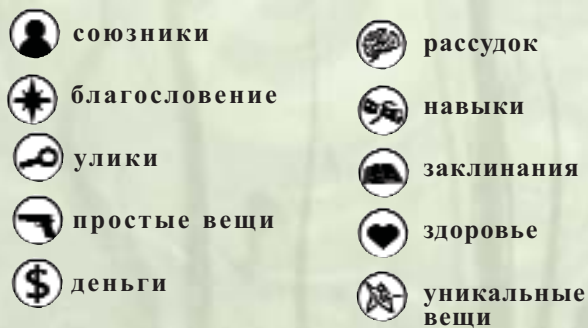 союзники
благословение
улики
простые вещи
деньги
рассудок
навыки
заклинания
здоровье
уникальные
вещи